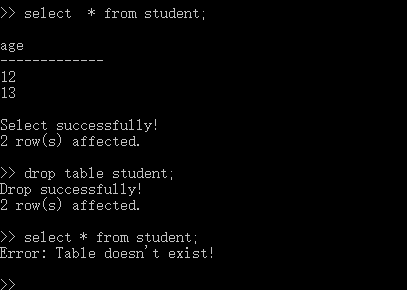 >> select  * from student;
age
-------------
12
13
Select successfully!
2 row(s) affected.
>> drop table student;
Drop successfully!
2 row(s) affected.
>> select * from student;
Error: Table doesn't exist!
>>